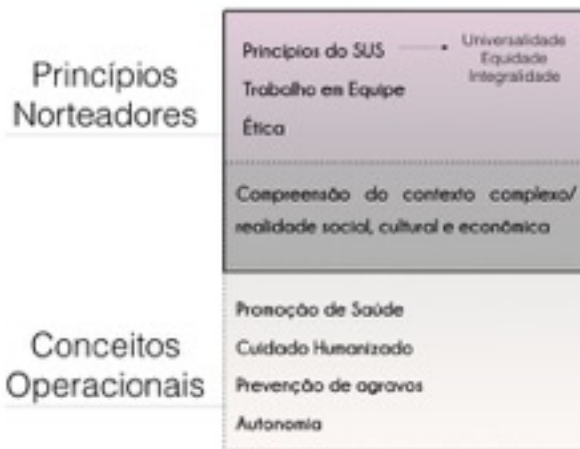 Princípios
Norteadores
Princípios do SUS
Universalidade
Equidade
Integralidade
Trabalho em Equipe
Ética
Compreensão do contexto complexo/
realidade social, cultural e econômica
Conceitos
Operacionais
Promoção de Saúde
Cuidado Humanizado
Prevenção de agravos
Autonomia